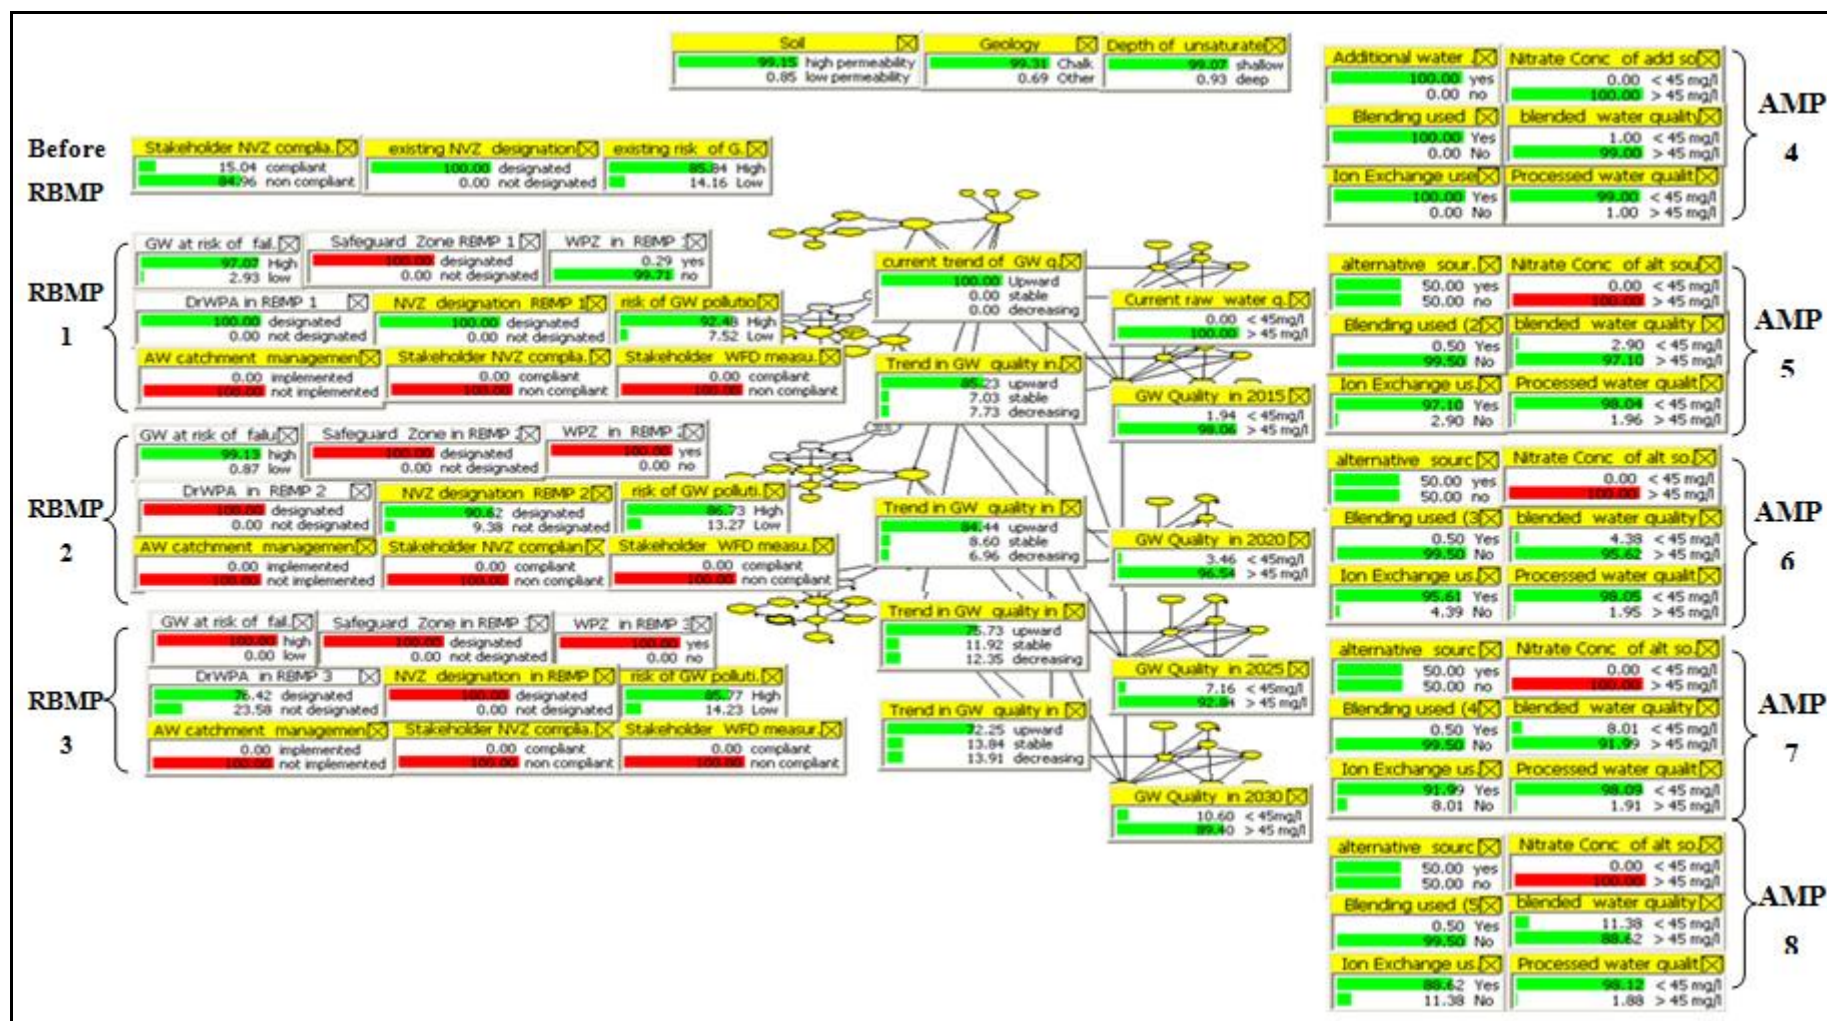 Soil
99.15 high permeability
0.85 low permeability
Geology
99.31 Chalk
0.69 Other
Depth of unsaturate
99.07 shallow
0.93 deep
Before
RBMP
Stakeholder NVZ complia.
15.04 compliant
84.96 non compliant
existing NVZ designation
100.00 designated
0.00 not designated
existing risk of G.
85.84 High
14.16 Low
RBMP
1
GW at risk of fail.
97.07 High
2.93 low
Safeguard Zone RBMP 1
100.00 designated
0.00 not designated
WPZ in RBMP
0.29 yes
99.71 no
DrWPA in RBMP 1
100.00 designated
0.00 not designated
NVZ designation RBMP 1
100.00 designated
0.00 not designated
risk of GW pollutio
92.48 High
7.52 Low
AW catchment managemen
0.00 implemented
100.00 not implemented
Stakeholder NVZ complia.
0.00 compliant
100.00 non compliant
Stakeholder WFD measu.
0.00 compliant
100.00 non compliant
RBMP
2
GW at risk of failu
99.13 high
0.87 low
Safeguard Zone in RBMP
100.00 designated
0.00 not designated
WPZ in RBMP
100.00 yes
0.00 no
DrWPA in RBMP 2
100.00 designated
0.00 not designated
NVZ designation RBMP 2
90.62 designated
9.38 not designated
risk of GW polluti.
86.73 High
13.27 Low
AW catchment managemen
0.00 implemented
100.00 not implemented
Stakeholder NVZ complian
0.00 compliant
100.00 non compliant
Stakeholder WFD measu.
0.00 compliant
100.00 non compliant
RBMP
3
GW at risk of fail.
100.00 high
0.00 low
Safeguard Zone in RBMP
100.00 designated
0.00 not designated
WPZ in RBMP 3
100.00 yes
0.00 no
DrWPA in RBMP 3
76.42 designated
23.58 not designated
NVZ designation in RBMP
100.00 designated
0.00 not designated
risk of GW polluti.
85.77 High
14.23 Low
AW catchment managemen
0.00 implemented
100.00 not implemented
Stakeholder NVZ complia.
0.00 compliant
100.00 non compliant
Stakeholder WFD measur.
0.00 compliant
100.00 non compliant
current trend of GW q.
100.00 Upward
0.00 stable
0.00 decreasing
Current raw water q.
0.00 < 45mg/l
100.00 > 45 mg/l
Trend in GW quality in.
85.23 upward
7.03 stable
7.73 decreasing
GW Quality in 2015
1.94 < 45mg/l
98.06 > 45 mg/l
Trend in GW quality in
84.44 upward
8.60 stable
6.96 decreasing
GW Quality in 2020
3.46 < 45mg/l
96.54 > 45 mg/l
Trend in GW quality in
75.73 upward
11.92 stable
12.35 decreasing
GW Quality in 2025
7.16 < 45mg/l
92.84 > 45 mg/l
Trend in GW quality in
72.25 upward
13.84 stable
13.91 decreasing
GW Quality in 2030
10.60 < 45mg/l
89.40 > 45 mg/l
Additional water
100.00 yes
0.00 no
Nitrate Conc of add so
0.00 < 45 mg/l
100.00 > 45 mg/l
Blending used
100.00 Yes
0.00 No
blended water quality
1.00 < 45 mg/l
99.00 > 45 mg/l
Ion Exchange use
100.00 Yes
0.00 No
Processed water qualit
99.00 < 45 mg/l
1.00 > 45 mg/l
AMP
4
alternative sour.
50.00 yes
50.00 no
Nitrate Conc of alt sou
0.00 < 45 mg/l
100.00 > 45 mg/l
Blending used (2
0.50 Yes
99.50 No
blended water quality
2.90 < 45 mg/l
97.10 > 45 mg/l
Ion Exchange us.
97.10 Yes
2.90 No
Processed water qualit
98.04 < 45 mg/l
1.96 > 45 mg/l
AMP
5
alternative sourc
50.00 yes
50.00 no
Nitrate Conc of alt so.
0.00 < 45 mg/l
100.00 > 45 mg/l
Blending used (3
0.50 Yes
99.50 No
blended water quality
4.38 < 45 mg/l
95.62 > 45 mg/l
Ion Exchange us.
95.61 Yes
4.39 No
Processed water qualit
98.05 < 45 mg/l
1.95 > 45 mg/l
AMP
6
alternative sourc
50.00 yes
50.00 no
Nitrate Conc of alt so.
0.00 < 45 mg/l
100.00 > 45 mg/l
Blending used (4
0.50 Yes
99.50 No
blended water quality
8.01 < 45 mg/l
91.99 > 45 mg/l
Ion Exchange us.
91.99 Yes
8.01 No
Processed water qualit
98.09 < 45 mg/l
1.91 > 45 mg/l
AMP
7
alternative sourc
50.00 yes
50.00 no
Nitrate Conc of alt so.
0.00 < 45 mg/l
100.00 > 45 mg/l
Blending used (5
0.50 Yes
99.50 No
blended water quality
11.38 < 45 mg/l
88.62 > 45 mg/l
Ion Exchange us.
88.62 Yes
11.38 No
Processed water qualit
98.12 < 45 mg/l
1.88 > 45 mg/l
AMP
8